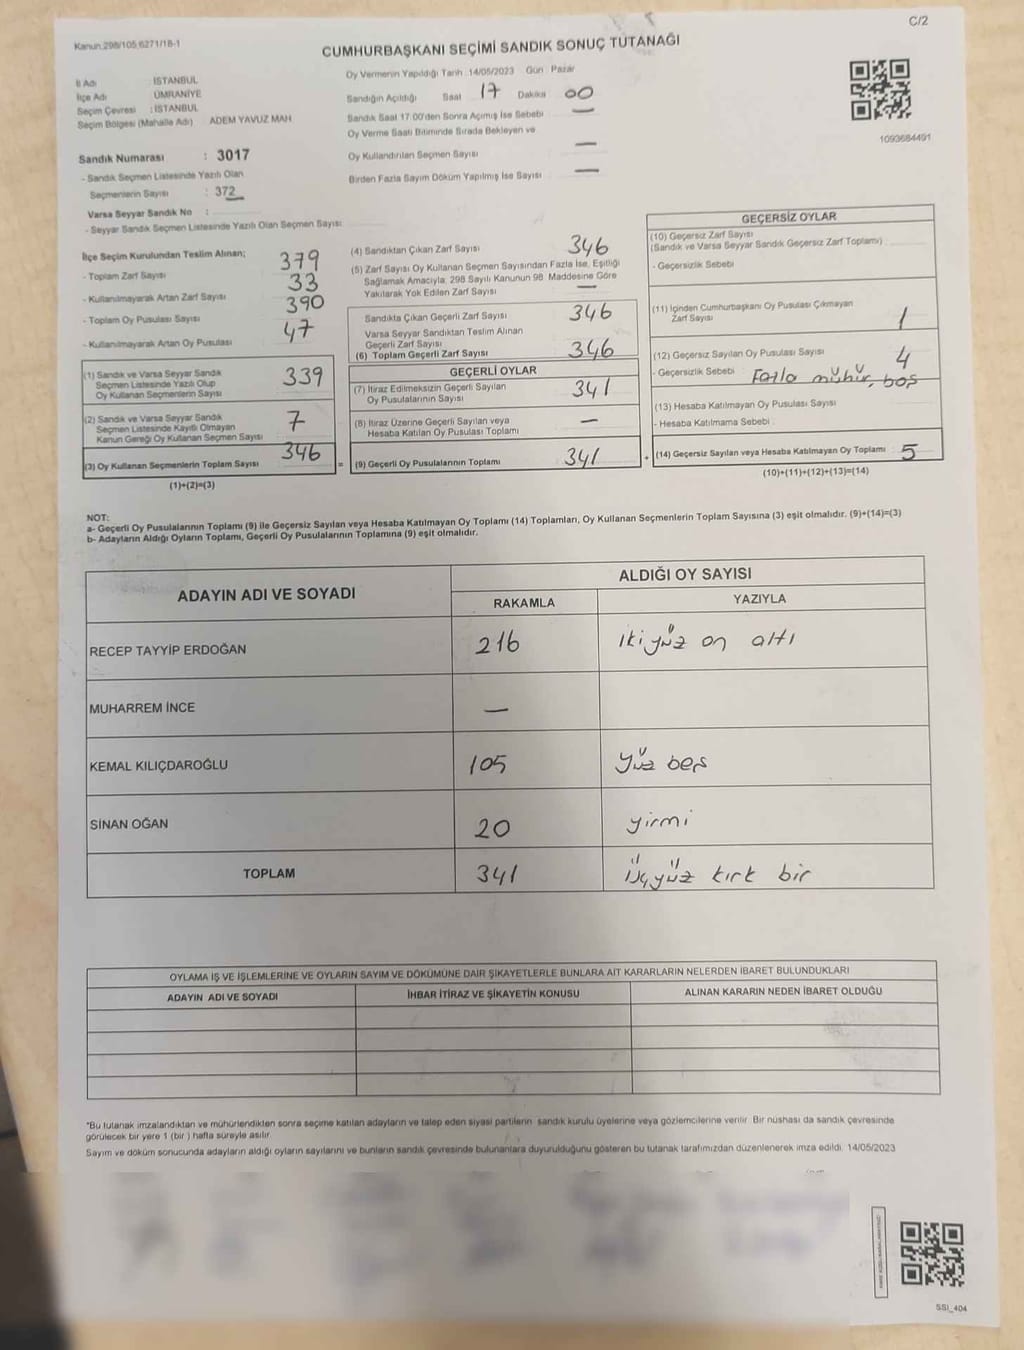 C/2
Kanun:298/105;6271/18-1
CUMHURBAŞKANI SEÇİMİ SANDIK SONUÇ TUTANAĞI
İl Adı : İSTANBUL
İlçe Adı : ÜMRANİYE
Seçim Çevresi : İSTANBUL
Seçim Bölgesi (Mahalle Adı) ADEM YAVUZ MAH
Sandık Numarası : 3017
- Sandık Seçmen Listesinde Yazılı Olan
Seçmenlerin Sayısı : 372
Varsa Seyyar Sandık No :
- Seyyar Sandık Seçmen Listesinde Yazılı Olan Seçmen Sayısı:
Oy Vermenin Yapıldığı Tarih :14/05/2023 Gün : Pazar
Sandığın Açıldığı Saat 17 Dakika 00
Sandık Saat 17.00'den Sonra Açımış İse Sebebi —
Oy Verme Saati Bitiminde Sırada Bekleyen ve
Oy Kullandırılan Seçmen Sayısı —
Birden Fazla Sayım Döküm Yapılmış İse Sayısı —
1093684491
İlçe Seçim Kurulundan Teslim Alınan; 379
- Toplam Zarf Sayısı 33
- Kullanılmayarak Artan Zarf Sayısı 390
- Toplam Oy Pusulası Sayısı 47
- Kullanılmayarak Artan Oy Pusulası
(1) Sandık ve Varsa Seyyar Sandık
Seçmen Listesinde Yazılı Olup
Oy Kullanan Seçmenlerin Sayısı 339
(2) Sandık ve Varsa Seyyar Sandık
Seçmen Listesinde Kayıtlı Olmayan
Kanun Gereği Oy Kullanan Seçmen Sayısı 7
(3) Oy Kullanan Seçmenlerin Toplam Sayısı 346
(1)+(2)=(3)
(4) Sandıktan Çıkan Zarf Sayısı 346
(5) Zarf Sayısı Oy Kullanan Seçmen Sayısından Fazla İse, Eşitliği
Sağlamak Amacıyla, 298 Sayılı Kanunun 98. Maddesine Göre
Yakılarak Yok Edilen Zarf Sayısı —
Sandıkta Çıkan Geçerli Zarf Sayısı 346
Varsa Seyyar Sandıktan Teslim Alınan
Geçerli Zarf Sayısı
(6) Toplam Geçerli Zarf Sayısı 346
GEÇERLİ OYLAR
(7) İtiraz Edilmeksizin Geçerli Sayılan
Oy Pusulalarının Sayısı 341
(8) İtiraz Üzerine Geçerli Sayılan veya
Hesaba Katılan Oy Pusulası Toplamı —
= (9) Geçerli Oy Pusulalarının Toplamı 341 +
GEÇERSİZ OYLAR
(10) Geçersiz Zarf Sayısı
(Sandık ve Varsa Seyyar Sandık Geçersiz Zarf Toplamı)
- Geçersizlik Sebebi
(11) İçinden Cumhurbaşkanı Oy Pusulası Çıkmayan
Zarf Sayısı 1
(12) Geçersiz Sayılan Oy Pusulası Sayısı 4
- Geçersizlik Sebebi Fazla mühür, boş
(13) Hesaba Katılmayan Oy Pusulası Sayısı
- Hesaba Katılmama Sebebi
(14) Geçersiz Sayılan veya Hesaba Katılmayan Oy Toplamı 5
(10)+(11)+(12)+(13)=(14)
NOT:
a- Geçerli Oy Pusulalarının Toplamı (9) ile Geçersiz Sayılan veya Hesaba Katılmayan Oy Toplamı (14) Toplamları, Oy Kullanan Seçmenlerin Toplam Sayısına (3) eşit olmalıdır. (9)+(14)=(3)
b- Adayların Aldığı Oyların Toplamı, Geçerli Oy Pusulalarının Toplamına (9) eşit olmalıdır.
ADAYIN ADI VE SOYADI ALDIĞI OY SAYISI
RAKAMLA YAZIYLA
RECEP TAYYİP ERDOĞAN 216 ikiyüz on altı
MUHARREM İNCE —
KEMAL KILIÇDAROĞLU 105 yüz beş
SİNAN OĞAN 20 yirmi
TOPLAM 341 üçyüz kırk bir
OYLAMA İŞ VE İŞLEMLERİNE VE OYLARIN SAYIM VE DÖKÜMÜNE DAİR ŞİKAYETLERLE BUNLARA AİT KARARLARIN NELERDEN İBARET BULUNDUKLARI
ADAYIN ADI VE SOYADI İHBAR İTİRAZ VE ŞİKAYETİN KONUSU ALINAN KARARIN NEDEN İBARET OLDUĞU
*Bu tutanak imzalandıktan ve mühürlendikten sonra seçime katılan adayların ve talep eden siyasi partilerin sandık kurulu üyelerine veya gözlemcilerine verilir. Bir nüshası da sandık çevresinde
görülecek bir yere 1 (bir ) hafta süreyle asılır.
Sayım ve döküm sonucunda adayların aldığı oyların sayılarını ve bunların sandık çevresinde bulunanlara duyurulduğunu gösteren bu tutanak tarafımızdan düzenlenerek imza edildi. 14/05/2023
SSI_404